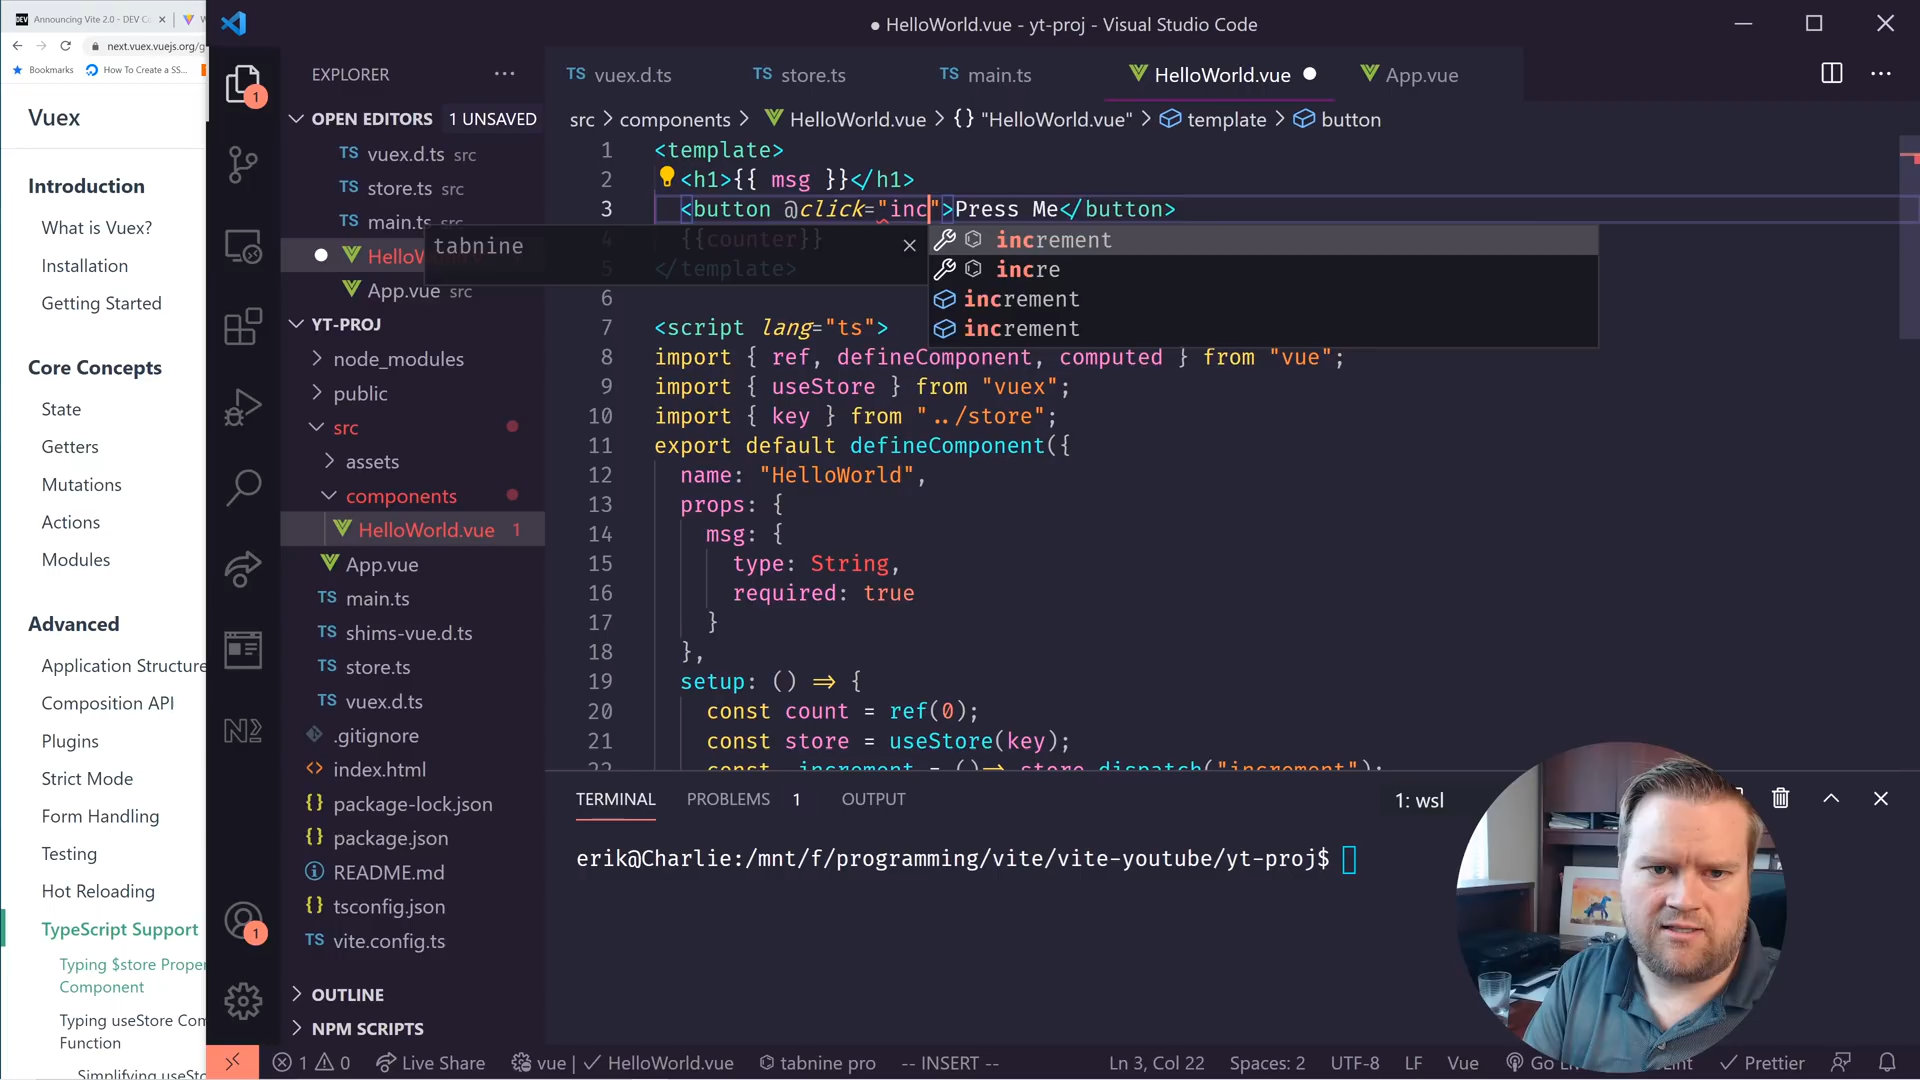 Announcing Vite 2.0 - DEV C
next.vuex.vuejs.org/g
Bookmarks
How To Create a SS...
Vuex
Introduction
What is Vuex?
Installation
Getting Started
Core Concepts
State
Getters
Mutations
Actions
Modules
Advanced
Application Structure
Composition API
Plugins
Strict Mode
Form Handling
Testing
Hot Reloading
TypeScript Support
Typing $store Proper
Component
Typing useStore Com
Function
Simplifying useSto
● HelloWorld.vue - yt-proj - Visual Studio Code
1
EXPLORER
OPEN EDITORS 1 UNSAVED
TS vuex.d.ts src
TS store.ts src
TS main.ts src
HelloW
App.vue src
tabnine
YT-PROJ
node_modules
public
src
assets
components
HelloWorld.vue 1
App.vue
TS main.ts
TS shims-vue.d.ts
TS store.ts
TS vuex.d.ts
.gitignore
index.html
package-lock.json
package.json
README.md
tsconfig.json
TS vite.config.ts
OUTLINE
NPM SCRIPTS
1
TS vuex.d.ts TS store.ts TS main.ts HelloWorld.vue App.vue
src > components > HelloWorld.vue > {} "HelloWorld.vue" > template > button
1 <template>
2 <h1>{{ msg }}</h1>
3 <button @click="inc">Press Me</button>
4 {{counter}}
5 </template>
increment
incre
increment
increment
6
7 <script lang="ts">
8 import { ref, defineComponent, computed } from "vue";
9 import { useStore } from "vuex";
10 import { key } from "../store";
11 export default defineComponent({
12 name: "HelloWorld",
13 props: {
14 msg: {
15 type: String,
16 required: true
17 }
18 },
19 setup: () => {
20 const count = ref(0);
21 const store = useStore(key);
22 const increment = ()=> store.dispatch("increment");
TERMINAL PROBLEMS 1 OUTPUT 1: wsl
erik@Charlie:/mnt/f/programming/vite/vite-youtube/yt-proj$
1 0 Live Share vue | HelloWorld.vue tabnine pro -- INSERT -- Ln 3, Col 22 Spaces: 2 UTF-8 LF Vue Go Prettier